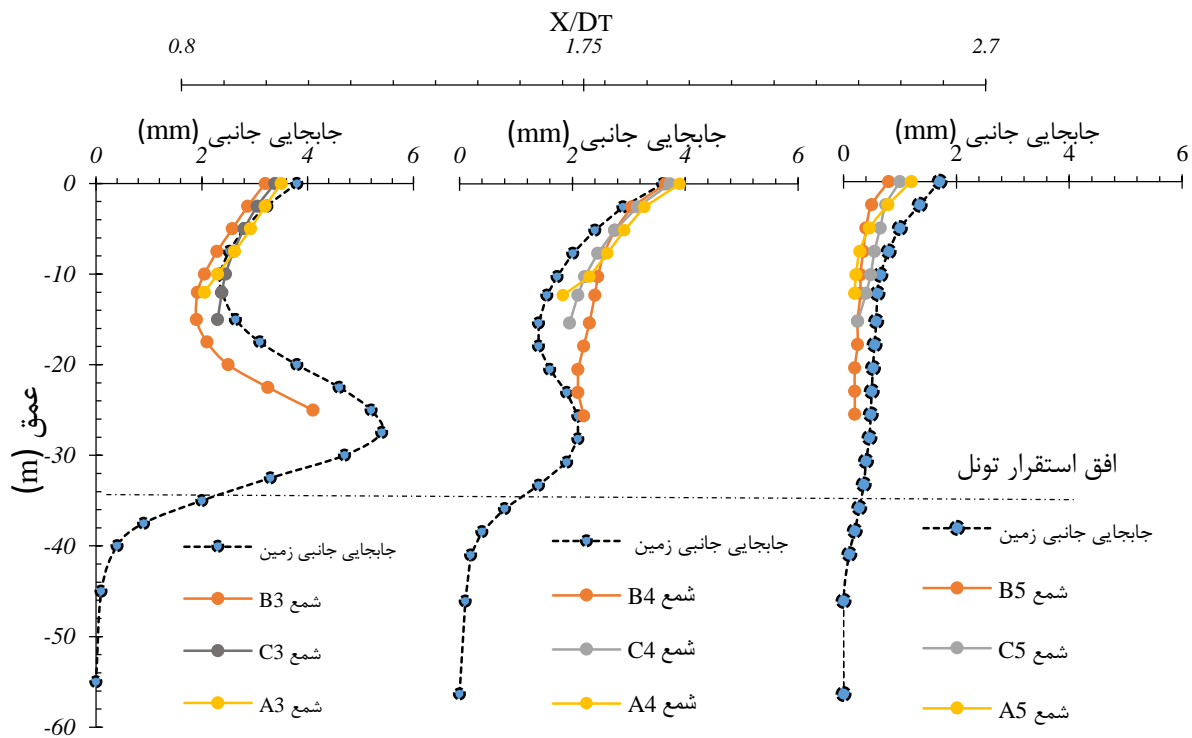 X/DT
0.8 1.75 2.7
جابجایی جانبی (mm)
جابجایی جانبی (mm)
جابجایی جانبی (mm)
0 2 4 6
0 2 4 6
0 2 4 6
عمق (m)
0
-10
-20
-30
-40
-50
-60
افق استقرار تونل
جابجایی جانبی زمین
شمع B3
شمع C3
شمع A3
جابجایی جانبی زمین
شمع B4
شمع C4
شمع A4
جابجایی جانبی زمین
شمع B5
شمع C5
شمع A5